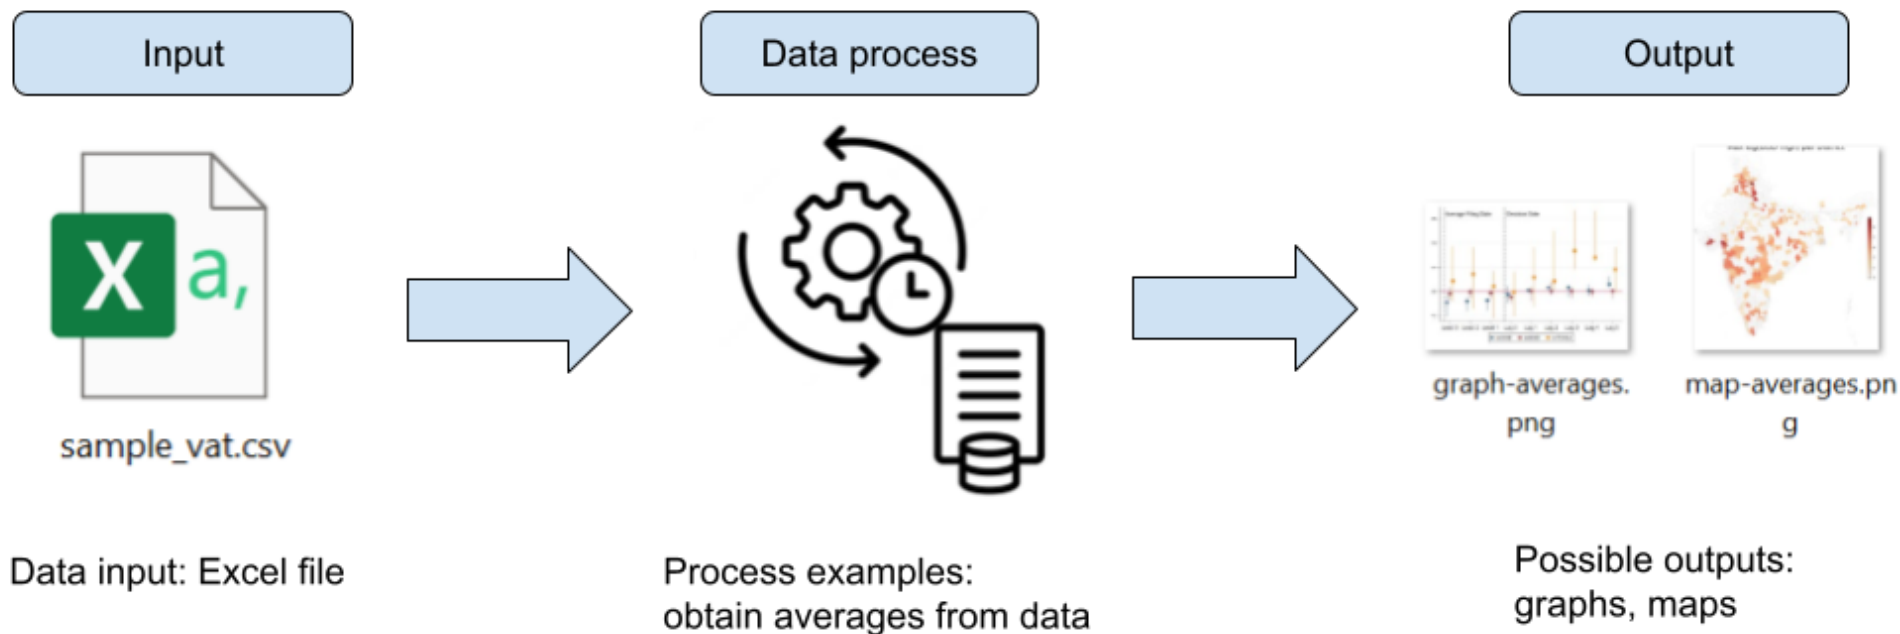 Input
Data process
Output
X a,
sample_vat.csv
graph-averages.
png
map-averages.pn
g
Data input: Excel file
Process examples:
obtain averages from data
Possible outputs:
graphs, maps